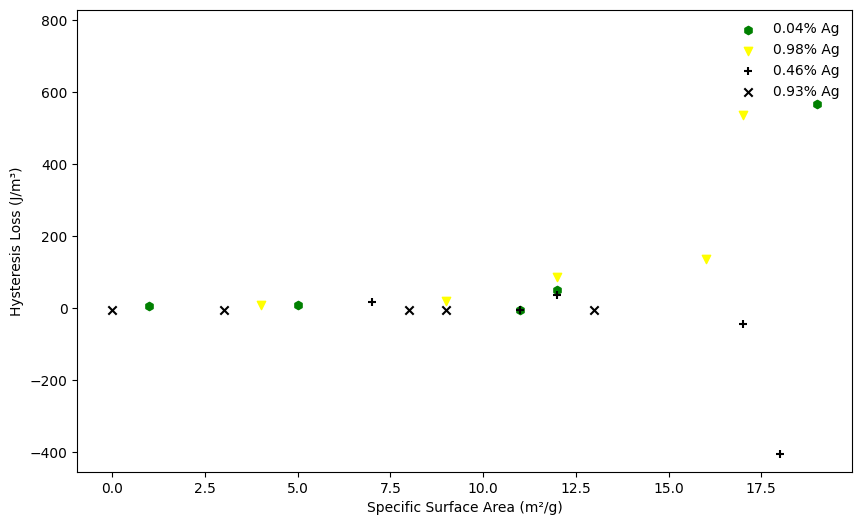 800
600
400
200
0
−200
−400
Hysteresis Loss (J/m³)
0.04% Ag
0.98% Ag
0.46% Ag
0.93% Ag
0.0 2.5 5.0 7.5 10.0 12.5 15.0 17.5
Specific Surface Area (m²/g)